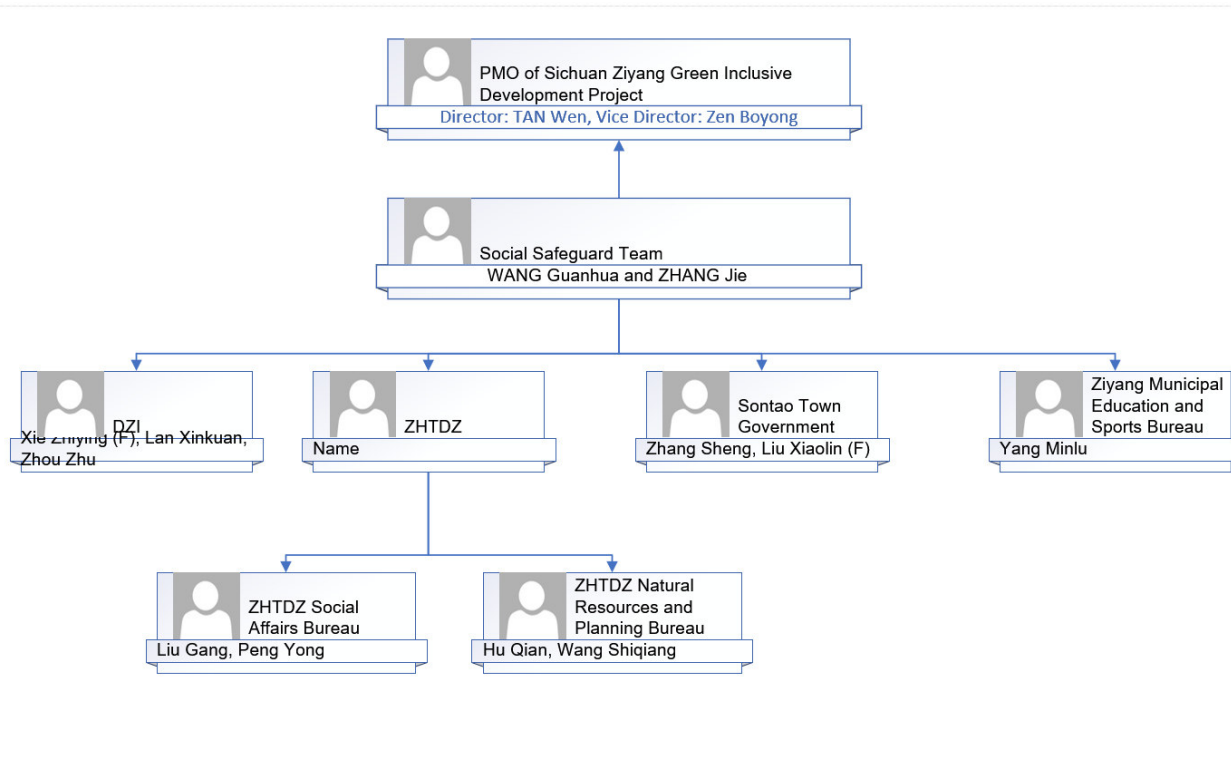 PMO of Sichuan Ziyang Green Inclusive
Development Project
Director: TAN Wen, Vice Director: Zen Boyong
Social Safeguard Team
WANG Guanhua and ZHANG Jie
DZI
Xie Zhiying (F), Lan Xinkuan,
Zhou Zhu
ZHTDZ
Name
Sontao Town
Government
Zhang Sheng, Liu Xiaolin (F)
Ziyang Municipal
Education and
Sports Bureau
Yang Minlu
ZHTDZ Social
Affairs Bureau
Liu Gang, Peng Yong
ZHTDZ Natural
Resources and
Planning Bureau
Hu Qian, Wang Shiqiang